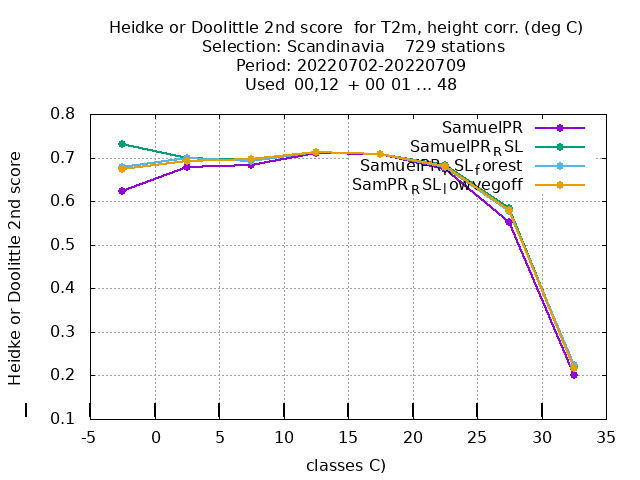 Heidke or Doolittle 2nd score  for T2m, height corr. (deg C)
Selection: Scandinavia    729 stations
Period: 20220702-20220709
Used  00,12  + 00 01 ... 48
Heidke or Doolittle 2nd score
0.8
0.7
0.6
0.5
0.4
0.3
0.2
0.1
SamuelPR
SamuelPR_RSL
SamuelPR_RSL_forest
SamPR_RSL_lowvegoff
-5 0 5 10 15 20 25 30 35
classes C)